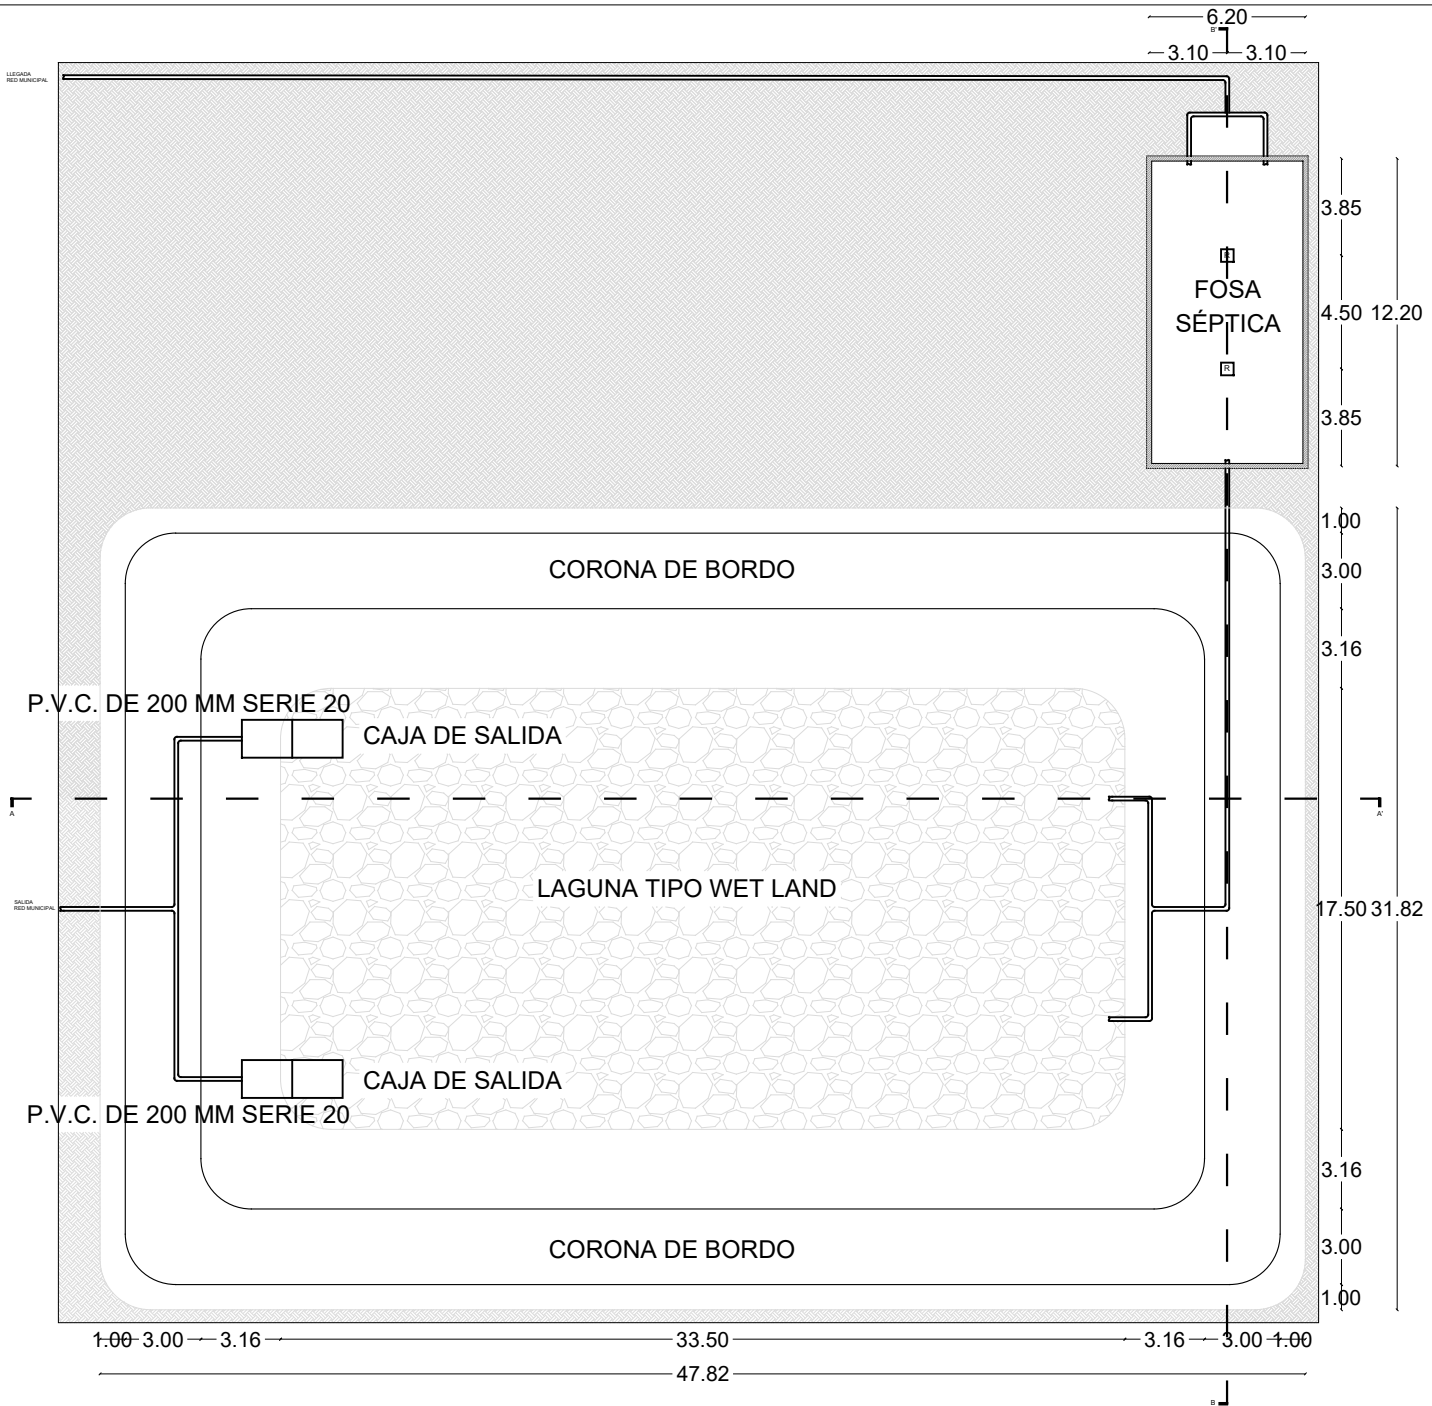 6.20
B'
3.10 3.10
LLEGADA
RED MUNICIPAL
3.85
R
FOSA
SÉPTICA
4.50 12.20
R
3.85
1.00
CORONA DE BORDO
3.00
3.16
P.V.C. DE 200 MM SERIE 20
CAJA DE SALIDA
A A'
LAGUNA TIPO WET LAND
SALIDA
RED MUNICIPAL
17.50 31.82
CAJA DE SALIDA
P.V.C. DE 200 MM SERIE 20
3.16
CORONA DE BORDO
3.00
1.00
1.00 3.00 3.16 33.50 3.16 3.00 1.00
47.82
B